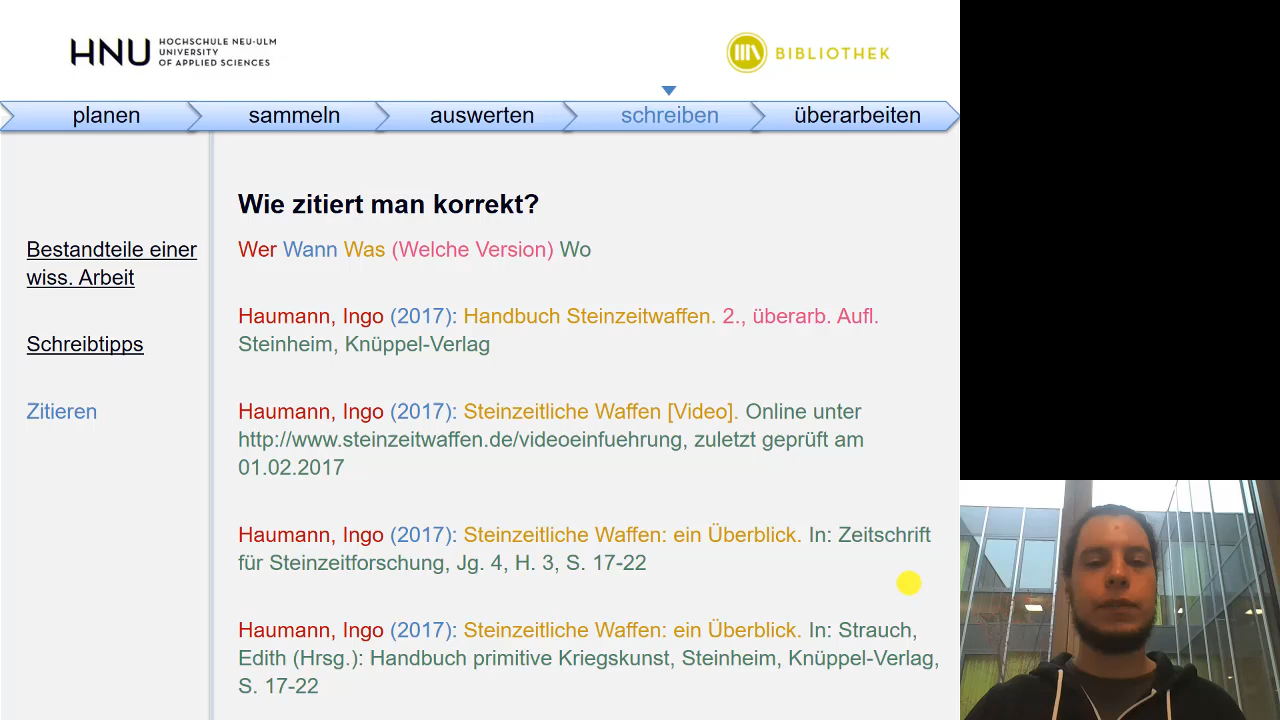 HNU
HOCHSCHULE NEU-ULM
UNIVERSITY
OF APPLIED SCIENCES
BIBLIOTHEK
planen
sammeln
auswerten
schreiben
überarbeiten
Bestandteile einer
wiss. Arbeit
Schreibtipps
Zitieren
Wie zitiert man korrekt?
Wer Wann Was (Welche Version) Wo
Haumann, Ingo (2017): Handbuch Steinzeitwaffen. 2., überarb. Aufl.
Steinheim, Knüppel-Verlag
Haumann, Ingo (2017): Steinzeitliche Waffen [Video]. Online unter
http://www.steinzeitwaffen.de/videoeinfuehrung, zuletzt geprüft am
01.02.2017
Haumann, Ingo (2017): Steinzeitliche Waffen: ein Überblick. In: Zeitschrift
für Steinzeitforschung, Jg. 4, H. 3, S. 17-22
Haumann, Ingo (2017): Steinzeitliche Waffen: ein Überblick. In: Strauch,
Edith (Hrsg.): Handbuch primitive Kriegskunst, Steinheim, Knüppel-Verlag,
S. 17-22